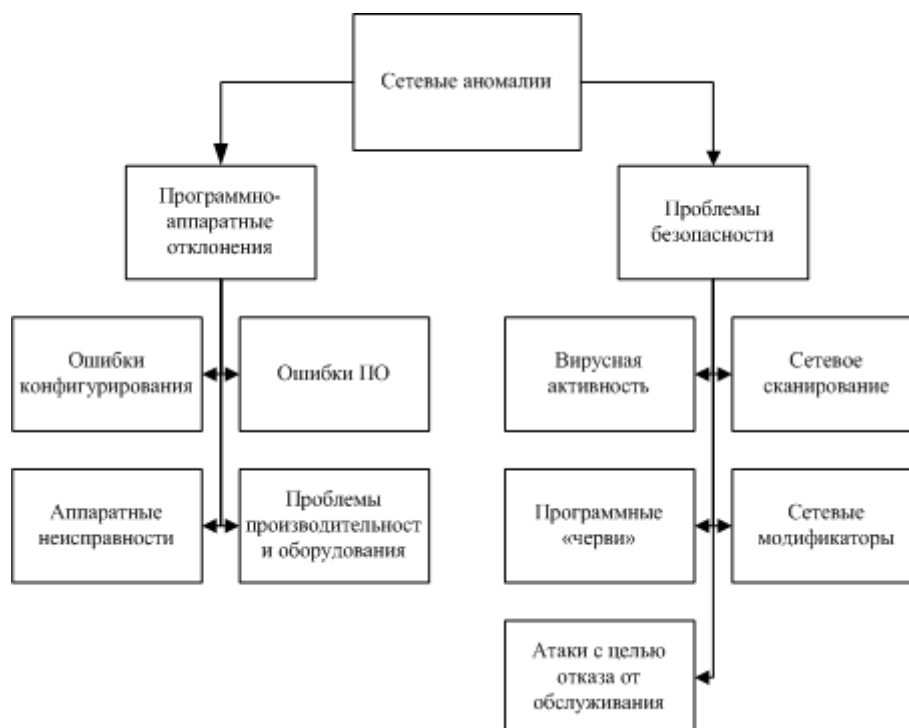 Сетевые аномалии
Программно-
аппаратные
отклонения
Проблемы
безопасности
Ошибки
конфигурирования
Ошибки ПО
Вирусная
активность
Сетевое
сканирование
Аппаратные
неисправности
Проблемы
производительност
и оборудования
Программные
«черви»
Сетевые
модификаторы
Атаки с целью
отказа от
обслуживания